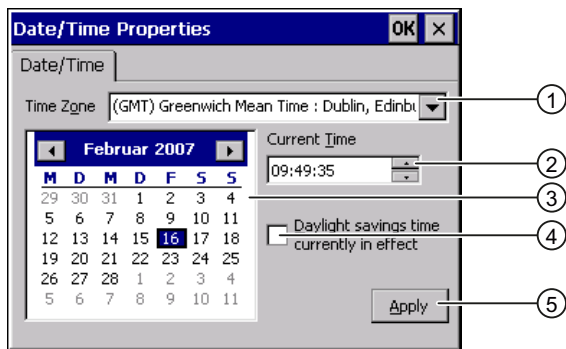 Date/Time Properties OK ×
Date/Time
Time Zone (GMT) Greenwich Mean Time : Dublin, Edinbu
1
Februar 2007
Current Time
09:49:35
2
M D M D F S S
29 30 31 1 2 3 4
3
5 6 7 8 9 10 11
12 13 14 15 16 17 18
19 20 21 22 23 24 25
26 27 28 1 2 3 4
5 6 7 8 9 10 11
Daylight savings time
currently in effect
4
Apply
5